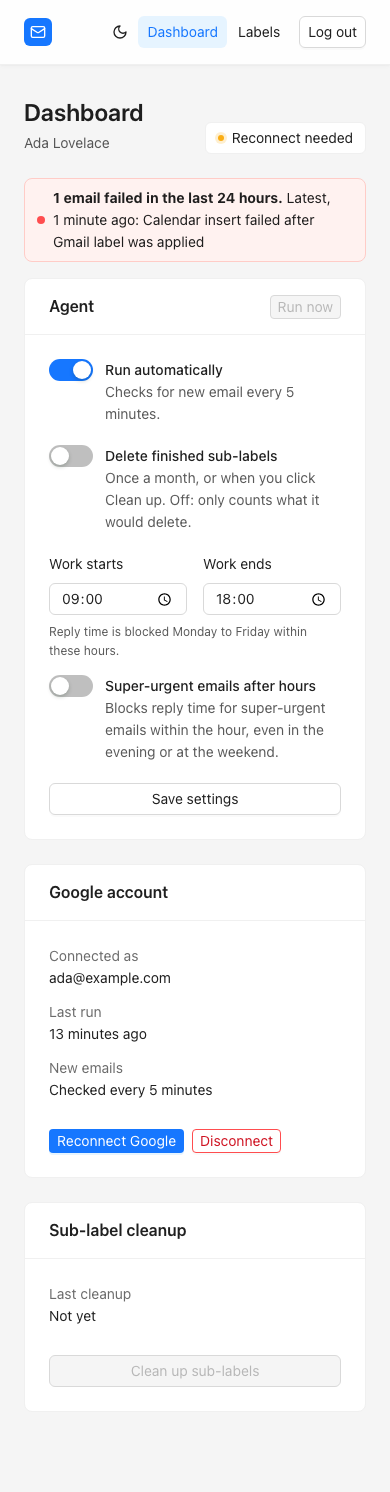 Dashboard
Labels
Log out
Dashboard
Ada Lovelace
Reconnect needed
1 email failed in the last 24 hours. Latest,
1 minute ago: Calendar insert failed after
Gmail label was applied
Agent
Run now
Run automatically
Checks for new email every 5
minutes.
Delete finished sub-labels
Once a month, or when you click
Clean up. Off: only counts what it
would delete.
Work starts
Work ends
09:00
18:00
Reply time is blocked Monday to Friday within
these hours.
Super-urgent emails after hours
Blocks reply time for super-urgent
emails within the hour, even in the
evening or at the weekend.
Save settings
Google account
Connected as
ada@example.com
Last run
13 minutes ago
New emails
Checked every 5 minutes
Reconnect Google
Disconnect
Sub-label cleanup
Last cleanup
Not yet
Clean up sub-labels